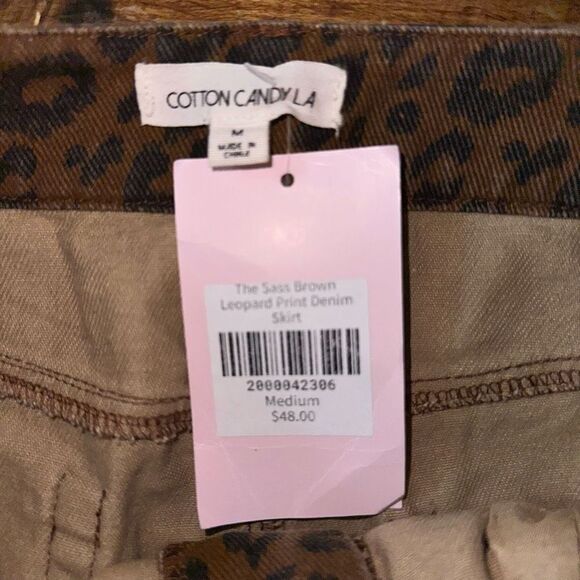 COTTON CANDY LA
M
MADE IN
CHINA
The Sass Brown
Leopard Print Denim
Skirt
2000042306
Medium
$48.00